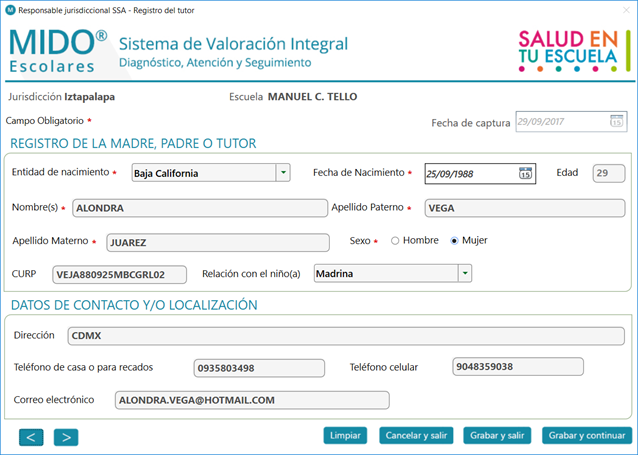 M Responsable jurisdiccional SSA - Registro del tutor
MIDO® Escolares
Sistema de Valoración Integral
Diagnóstico, Atención y Seguimiento
SALUD EN TU ESCUELA
Jurisdicción Iztapalapa Escuela MANUEL C. TELLO
Campo Obligatorio * Fecha de captura 29/09/2017 15
REGISTRO DE LA MADRE, PADRE O TUTOR
Entidad de nacimiento * Baja California Fecha de Nacimiento * 25/09/1988 15 Edad 29
Nombre(s) * ALONDRA Apellido Paterno * VEGA
Apellido Materno * JUAREZ Sexo * Hombre Mujer
CURP VEJA880925MBCGRL02 Relación con el niño(a) Madrina
DATOS DE CONTACTO Y/O LOCALIZACIÓN
Dirección CDMX
Teléfono de casa o para recados 0935803498 Teléfono celular 9048359038
Correo electrónico ALONDRA.VEGA@HOTMAIL.COM
< > Limpiar Cancelar y salir Grabar y salir Grabar y continuar